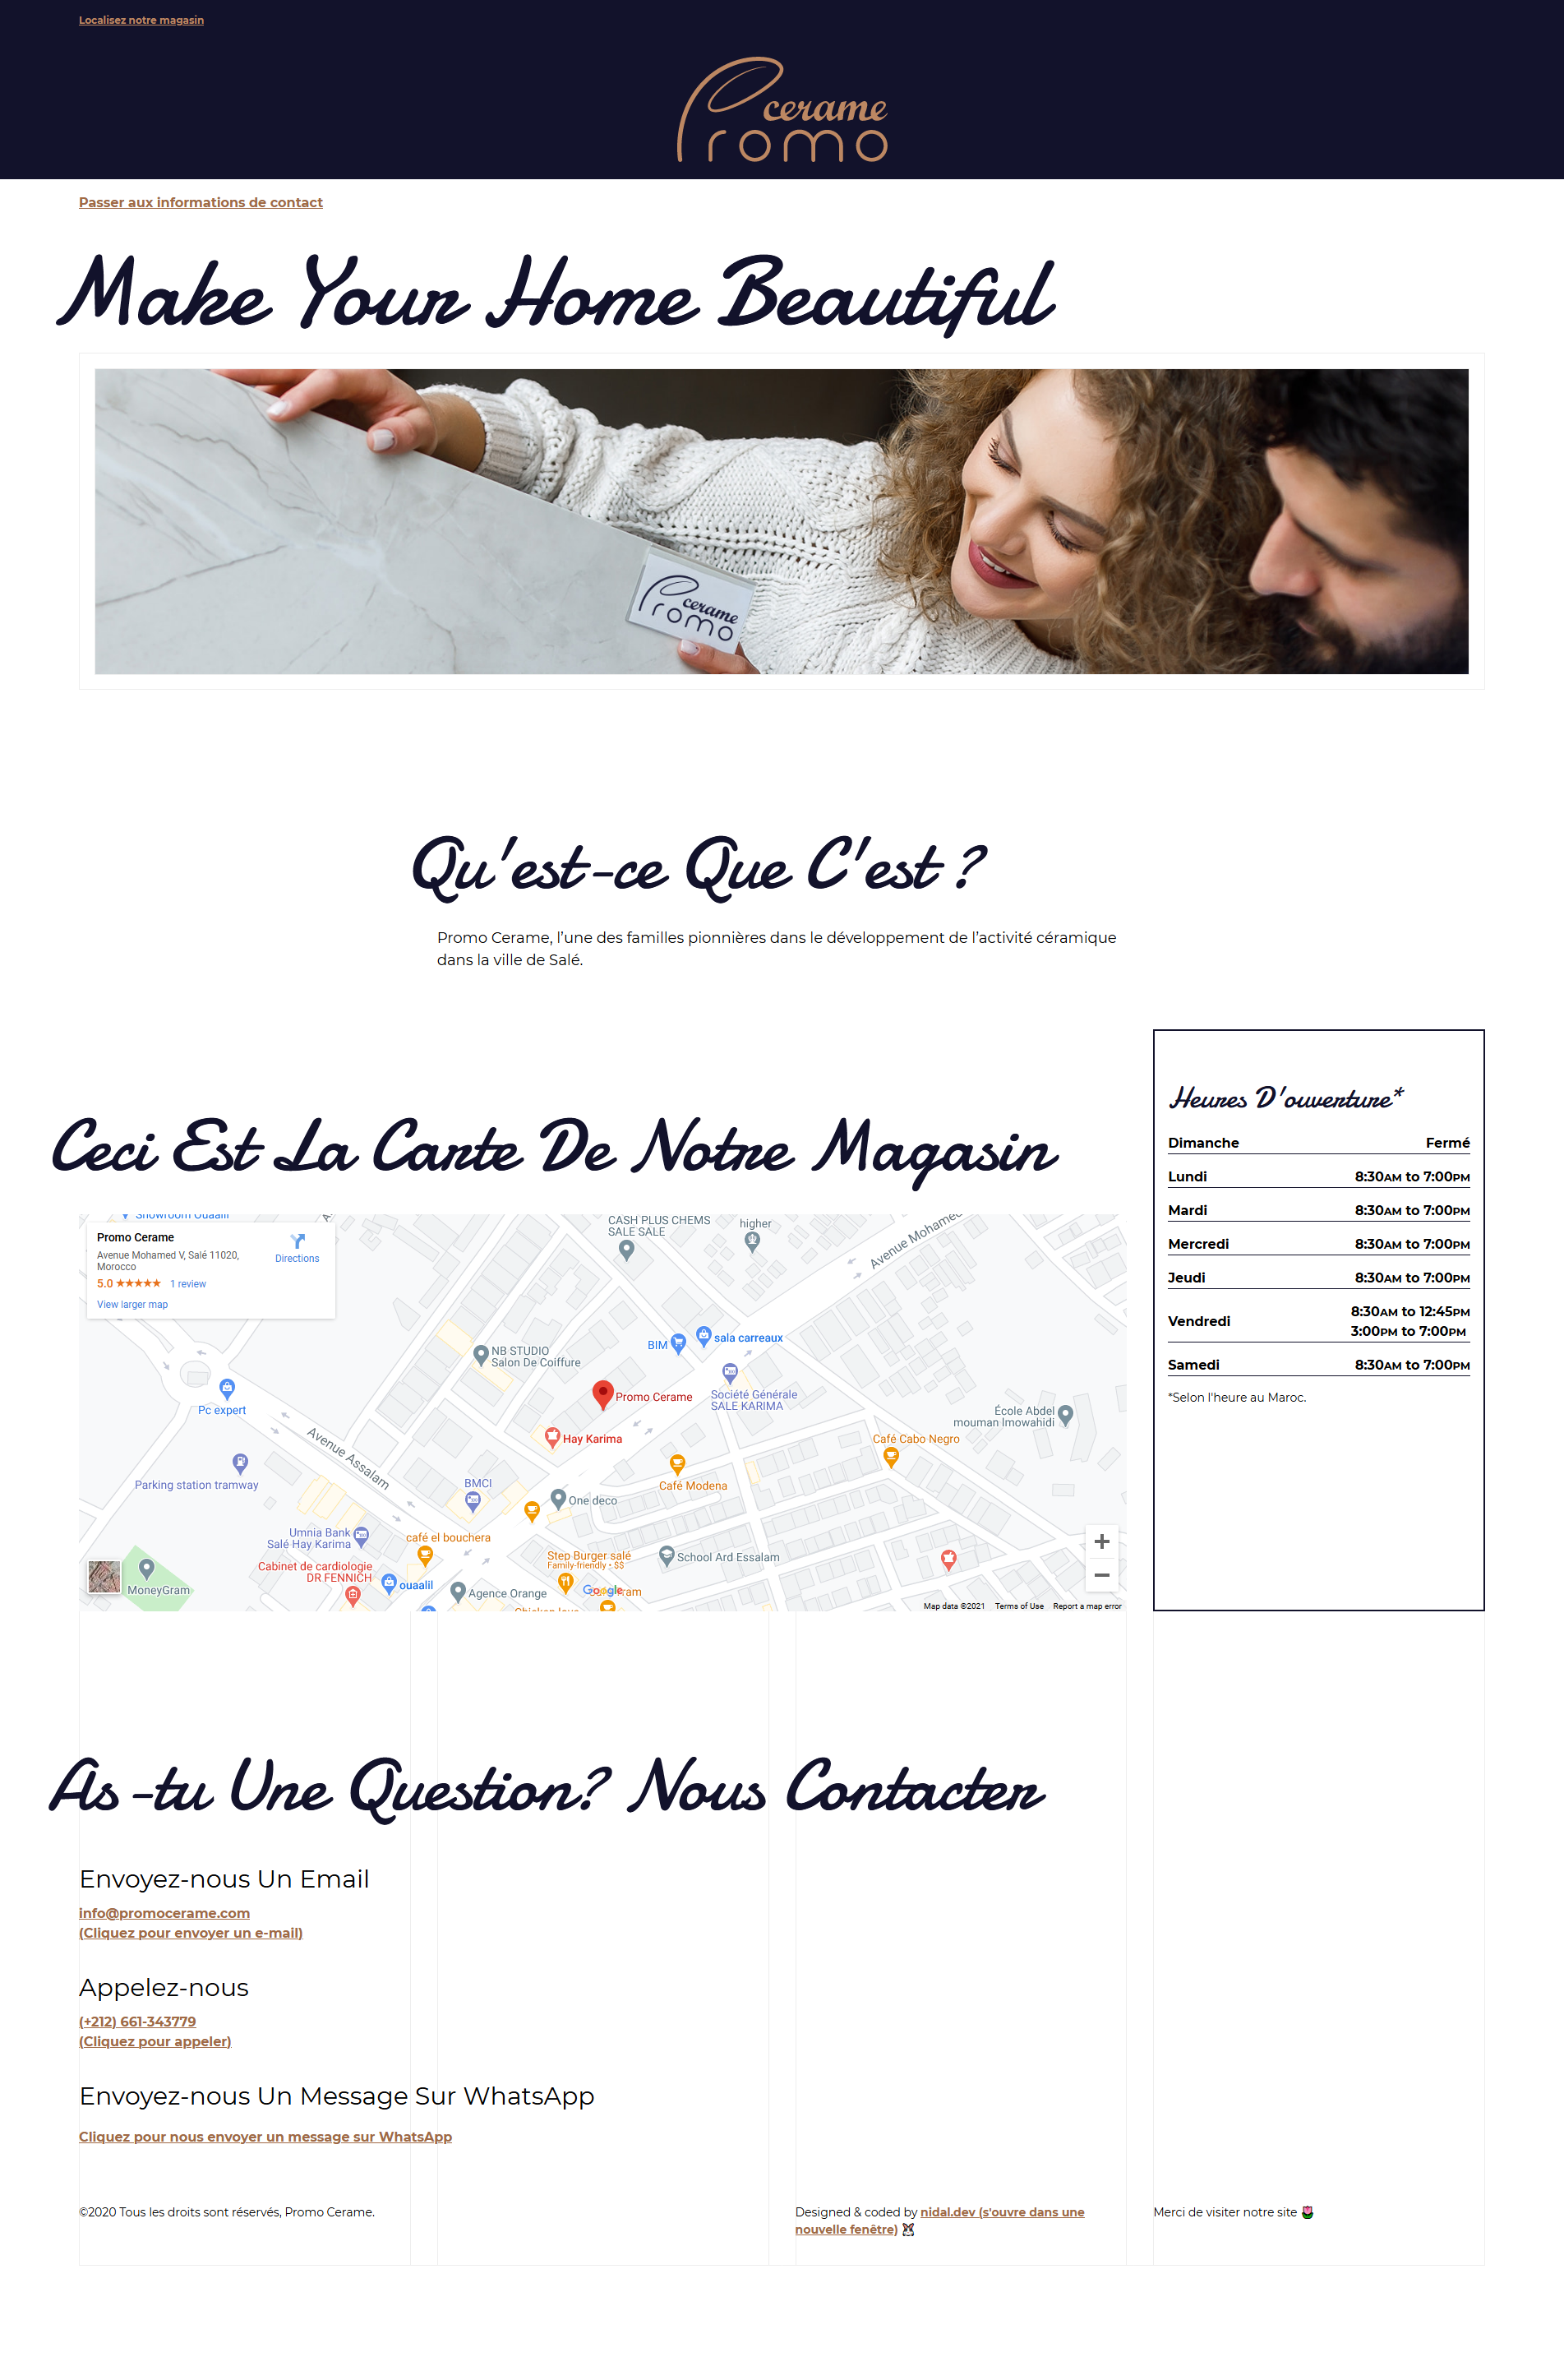 Localisez notre magasin
cerame
Promo
Passer aux informations de contact
Make Your Home Beautiful
cerame
Promo
Qu'est-ce Que C'est ?
Promo Cerame, l’une des familles pionnières dans le développement de l’activité céramique
dans la ville de Salé.
Heures D'ouverture*
Dimanche Fermé
Lundi 8:30AM to 7:00PM
Mardi 8:30AM to 7:00PM
Mercredi 8:30AM to 7:00PM
Jeudi 8:30AM to 7:00PM
Vendredi 8:30AM to 12:45PM
3:00PM to 7:00PM
Samedi 8:30AM to 7:00PM
*Selon l'heure au Maroc.
Ceci Est La Carte De Notre Magasin
Showroom Ouaalil
Promo Cerame
Avenue Mohamed V, Salé 11020,
Morocco
Directions
5.0 ★★★★★ 1 review
View larger map
CASH PLUS CHEMS
SALE SALE
higher
Avenue Mohamed
BIM
sala carreaux
NB STUDIO
Salon De Coiffure
Société Générale
SALE KARIMA
Promo Cerame
Pc expert
École Abdel
mouman lmowahidi
Hay Karima
Café Cabo Negro
Avenue Assalam
Parking station tramway
BMCI
Café Modena
One deco
Umnia Bank
Salé Hay Karima
café el bouchera
Cabinet de cardiologie
DR FENNICH
Step Burger salé
Family-friendly • $$
School Ard Essalam
MoneyGram
ouaalil
Agence Orange
Google
Map data ©2021 Terms of Use Report a map error
As-tu Une Question? Nous Contacter
Envoyez-nous Un Email
info@promocerame.com
(Cliquez pour envoyer un e-mail)
Appelez-nous
(+212) 661-343779
(Cliquez pour appeler)
Envoyez-nous Un Message Sur WhatsApp
Cliquez pour nous envoyer un message sur WhatsApp
©2020 Tous les droits sont réservés, Promo Cerame.
Designed & coded by nidal.dev (s'ouvre dans une
nouvelle fenêtre)
Merci de visiter notre site 🌷